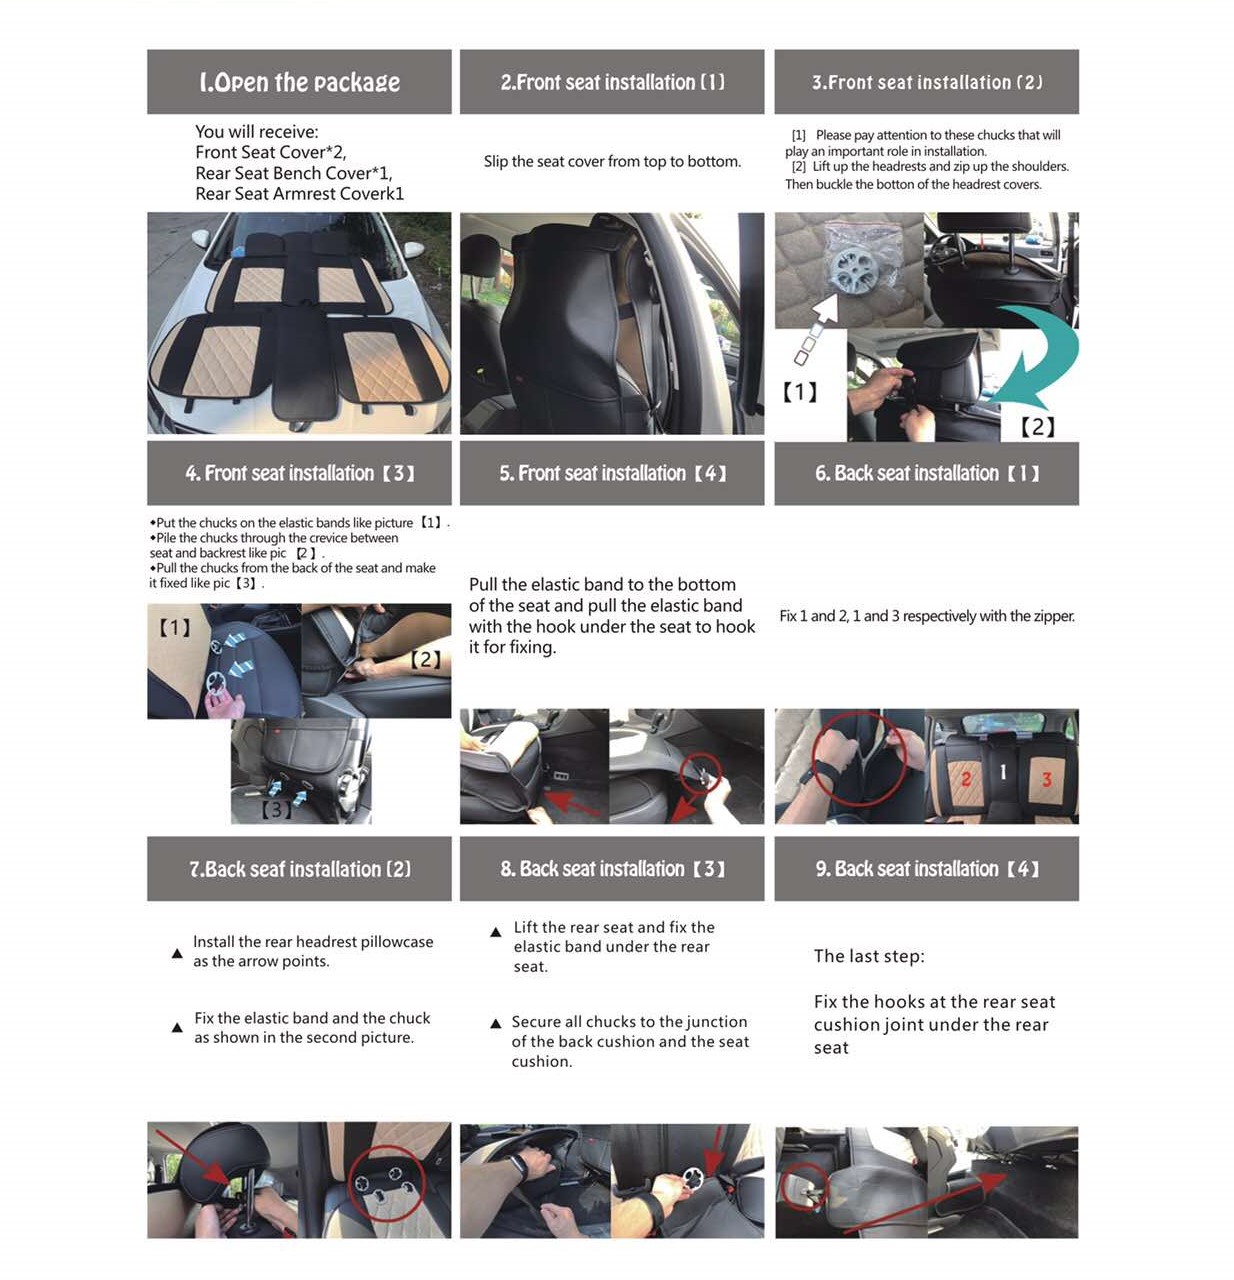 1.Open the package
You will receive:
Front Seat Cover*2,
Rear Seat Bench Cover*1,
Rear Seat Armrest Coverk1
2.Front seat installation [1]
Slip the seat cover from top to bottom.
3.Front seat installation (2)
[1] Please pay attention to these chucks that will
play an important role in installation.
[2] Lift up the headrests and zip up the shoulders.
Then buckle the botton of the headrest covers.
【1】
【2】
4. Front seat installation【3】
◆Put the chucks on the elastic bands like picture【1】.
◆Pile the chucks through the crevice between
seat and backrest like pic 【2】.
◆Pull the chucks from the back of the seat and make
it fixed like pic【3】.
【1】
【2】
【3】
5. Front seat installation【4】
Pull the elastic band to the bottom
of the seat and pull the elastic band
with the hook under the seat to hook
it for fixing.
6. Back seat installation【1】
Fix 1 and 2, 1 and 3 respectively with the zipper.
2 1 3
7.Back seaf installation (2)
▲ Install the rear headrest pillowcase
as the arrow points.
▲ Fix the elastic band and the chuck
as shown in the second picture.
8. Back seat installation【3】
▲ Lift the rear seat and fix the
elastic band under the rear
seat.
▲ Secure all chucks to the junction
of the back cushion and the seat
cushion.
9. Back seat installation【4】
The last step:
Fix the hooks at the rear seat
cushion joint under the rear
seat